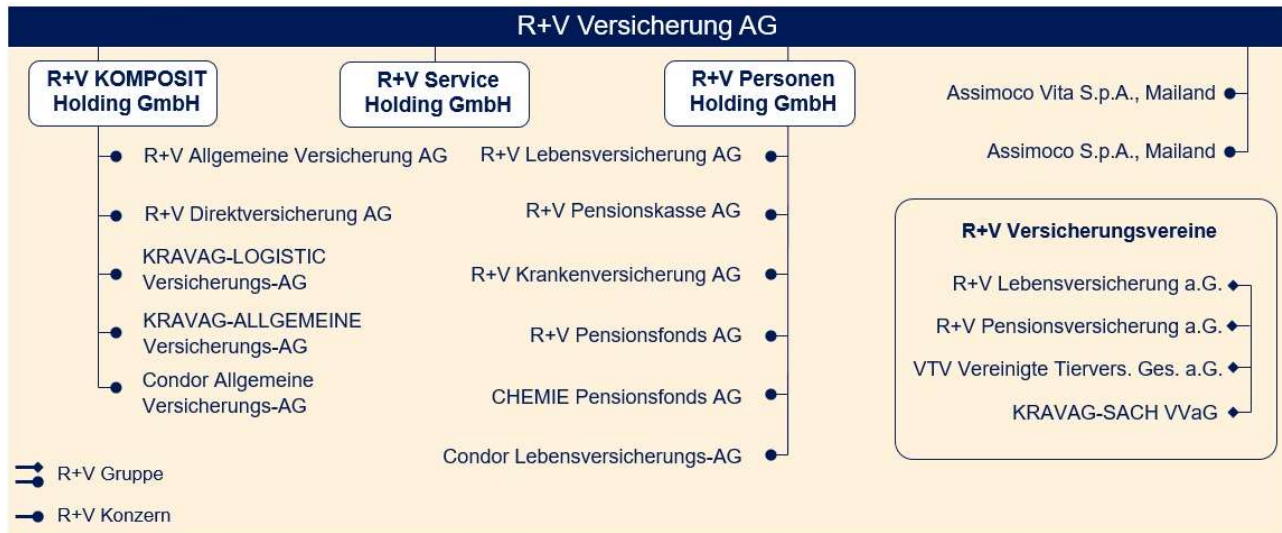 R+V Versicherung AG
R+V KOMPOSIT
Holding GmbH
R+V Allgemeine Versicherung AG
R+V Direktversicherung AG
KRAVAG-LOGISTIC
Versicherungs-AG
KRAVAG-ALLGEMEINE
Versicherungs-AG
Condor Allgemeine
Versicherungs-AG
R+V Service
Holding GmbH
R+V Personen
Holding GmbH
R+V Lebensversicherung AG
R+V Pensionskasse AG
R+V Krankenversicherung AG
R+V Pensionsfonds AG
CHEMIE Pensionsfonds AG
Condor Lebensversicherungs-AG
Assimoco Vita S.p.A., Mailand
Assimoco S.p.A., Mailand
R+V Versicherungsvereine
R+V Lebensversicherung a.G.
R+V Pensionsversicherung a.G.
VTV Vereinigte Tiervers. Ges. a.G.
KRAVAG-SACH VVaG
R+V Gruppe
R+V Konzern